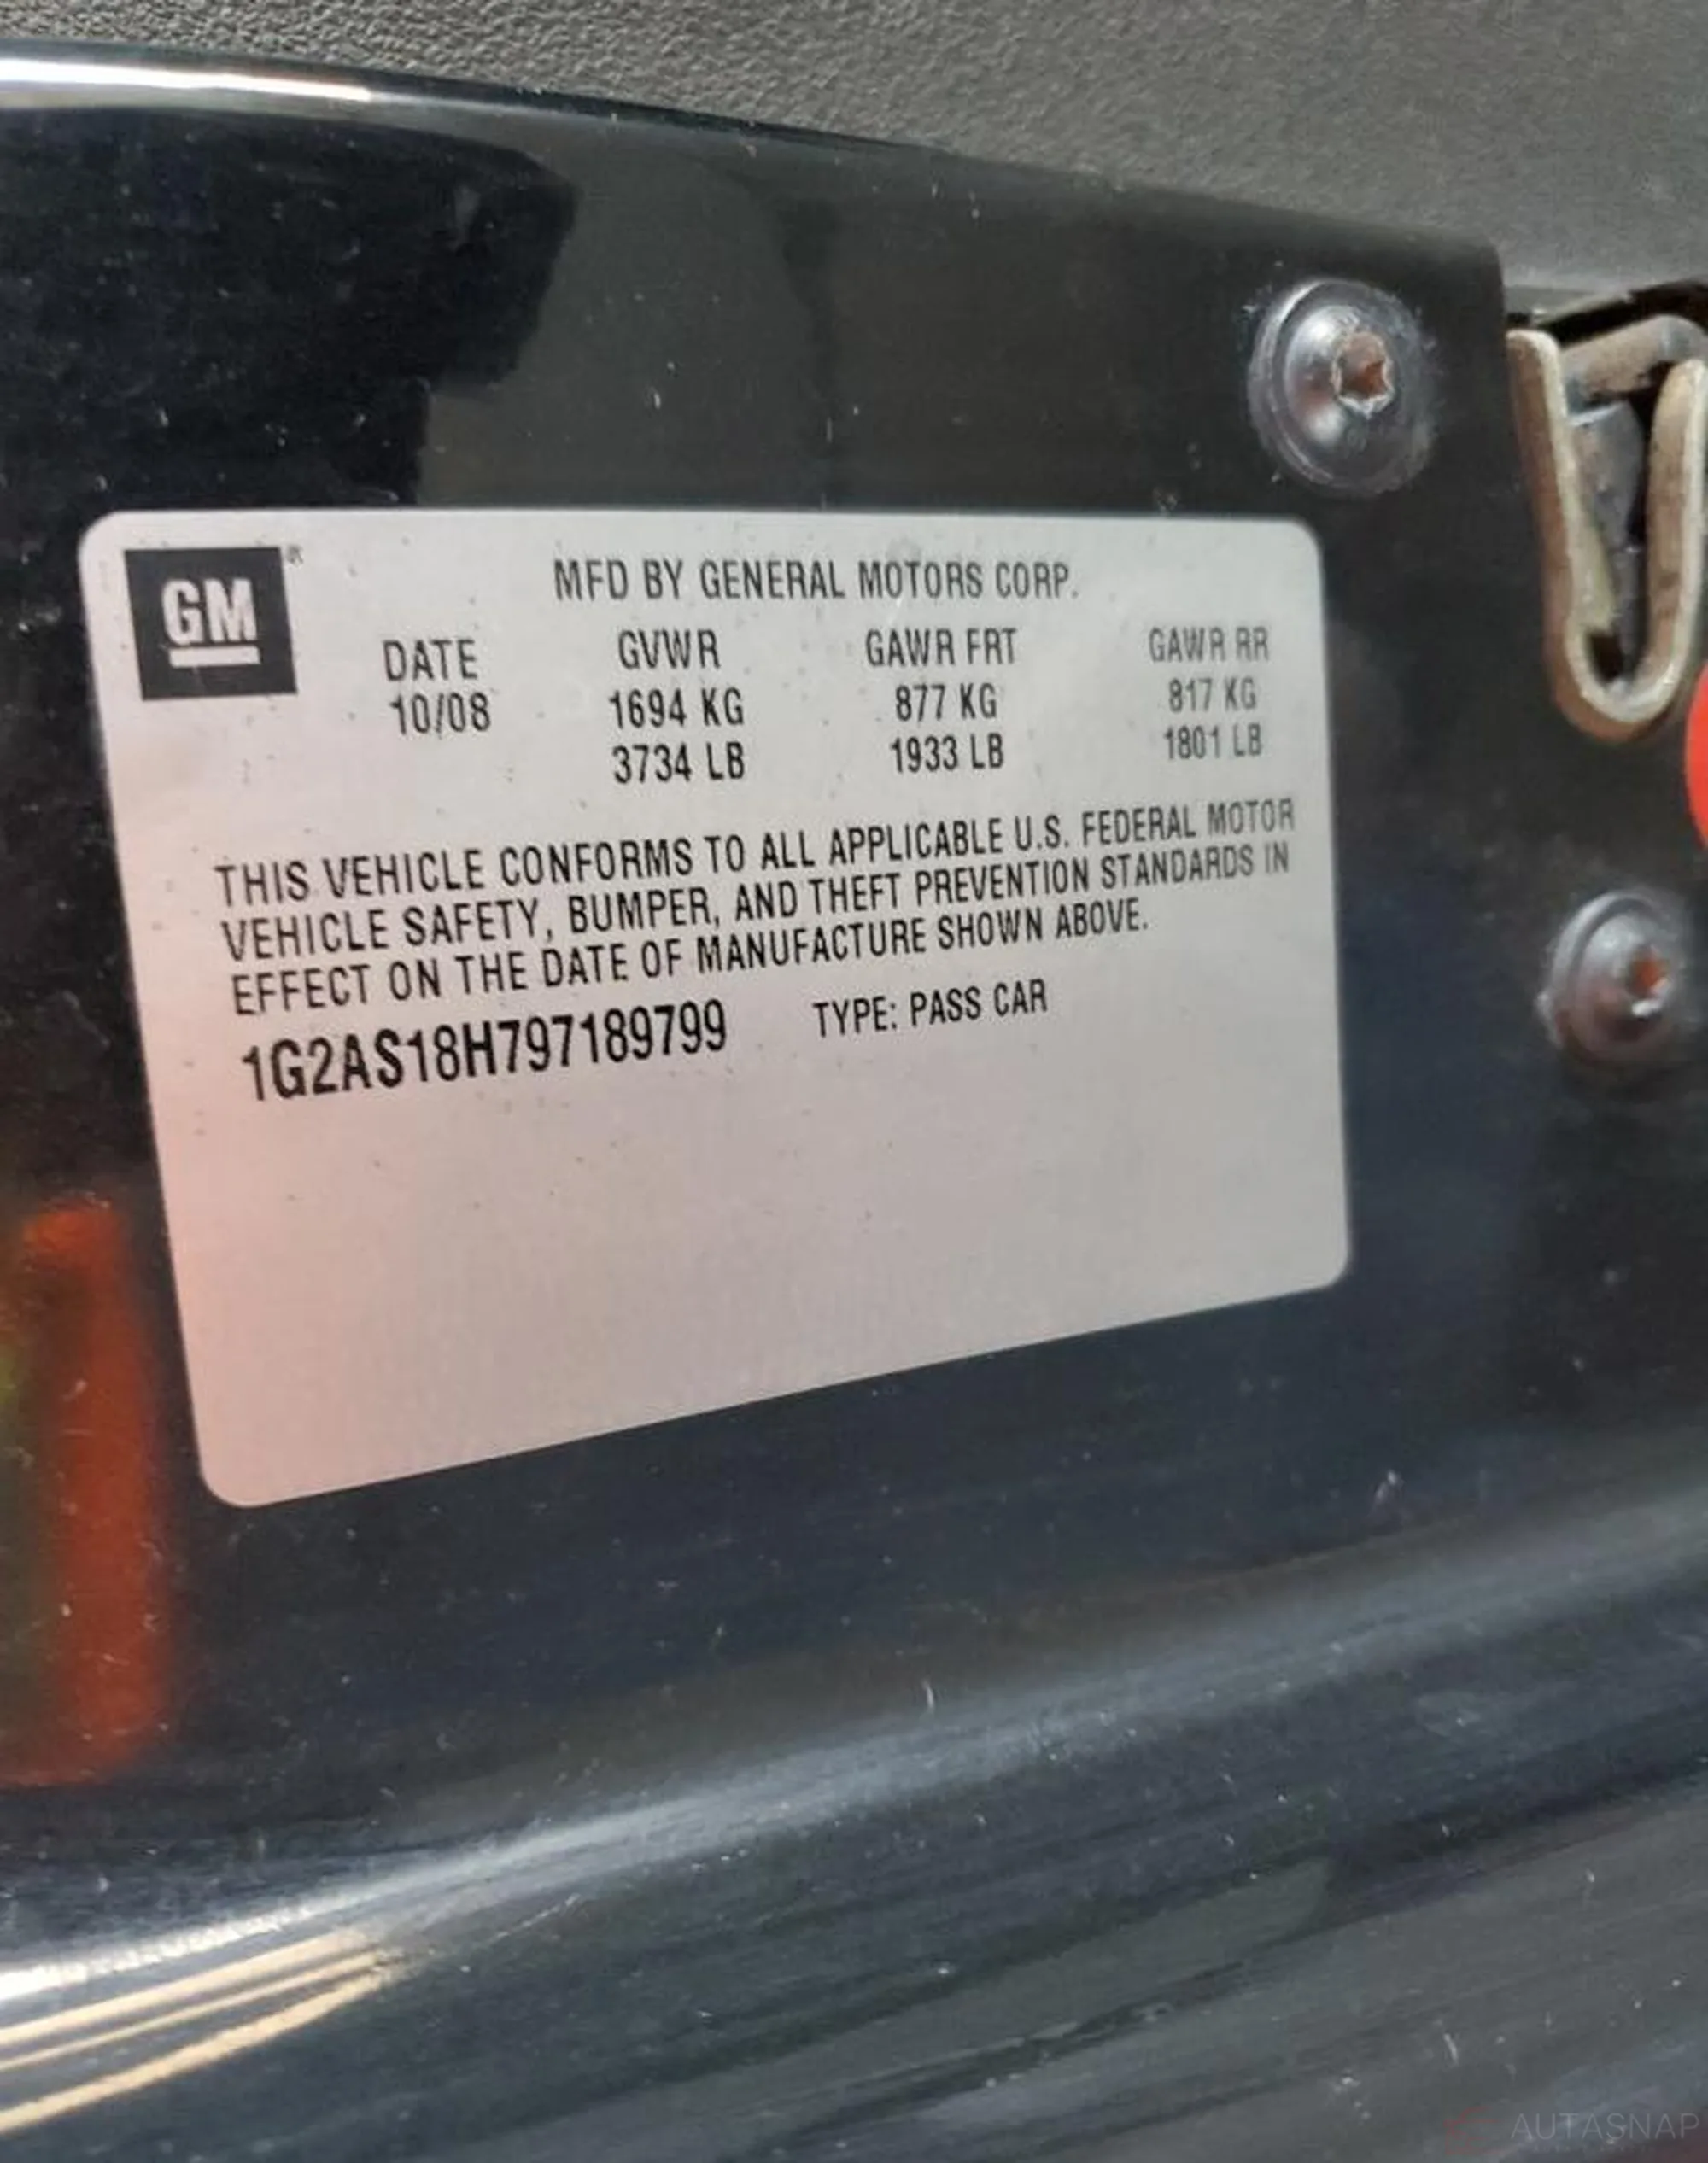 GM®
MFD BY GENERAL MOTORS CORP.
DATE GVWR GAWR FRT GAWR RR
10/08 1694 KG 877 KG 817 KG
3734 LB 1933 LB 1801 LB
THIS VEHICLE CONFORMS TO ALL APPLICABLE U.S. FEDERAL MOTOR
VEHICLE SAFETY, BUMPER, AND THEFT PREVENTION STANDARDS IN
EFFECT ON THE DATE OF MANUFACTURE SHOWN ABOVE.
1G2AS18H797189799 TYPE: PASS CAR
AUTASNAP